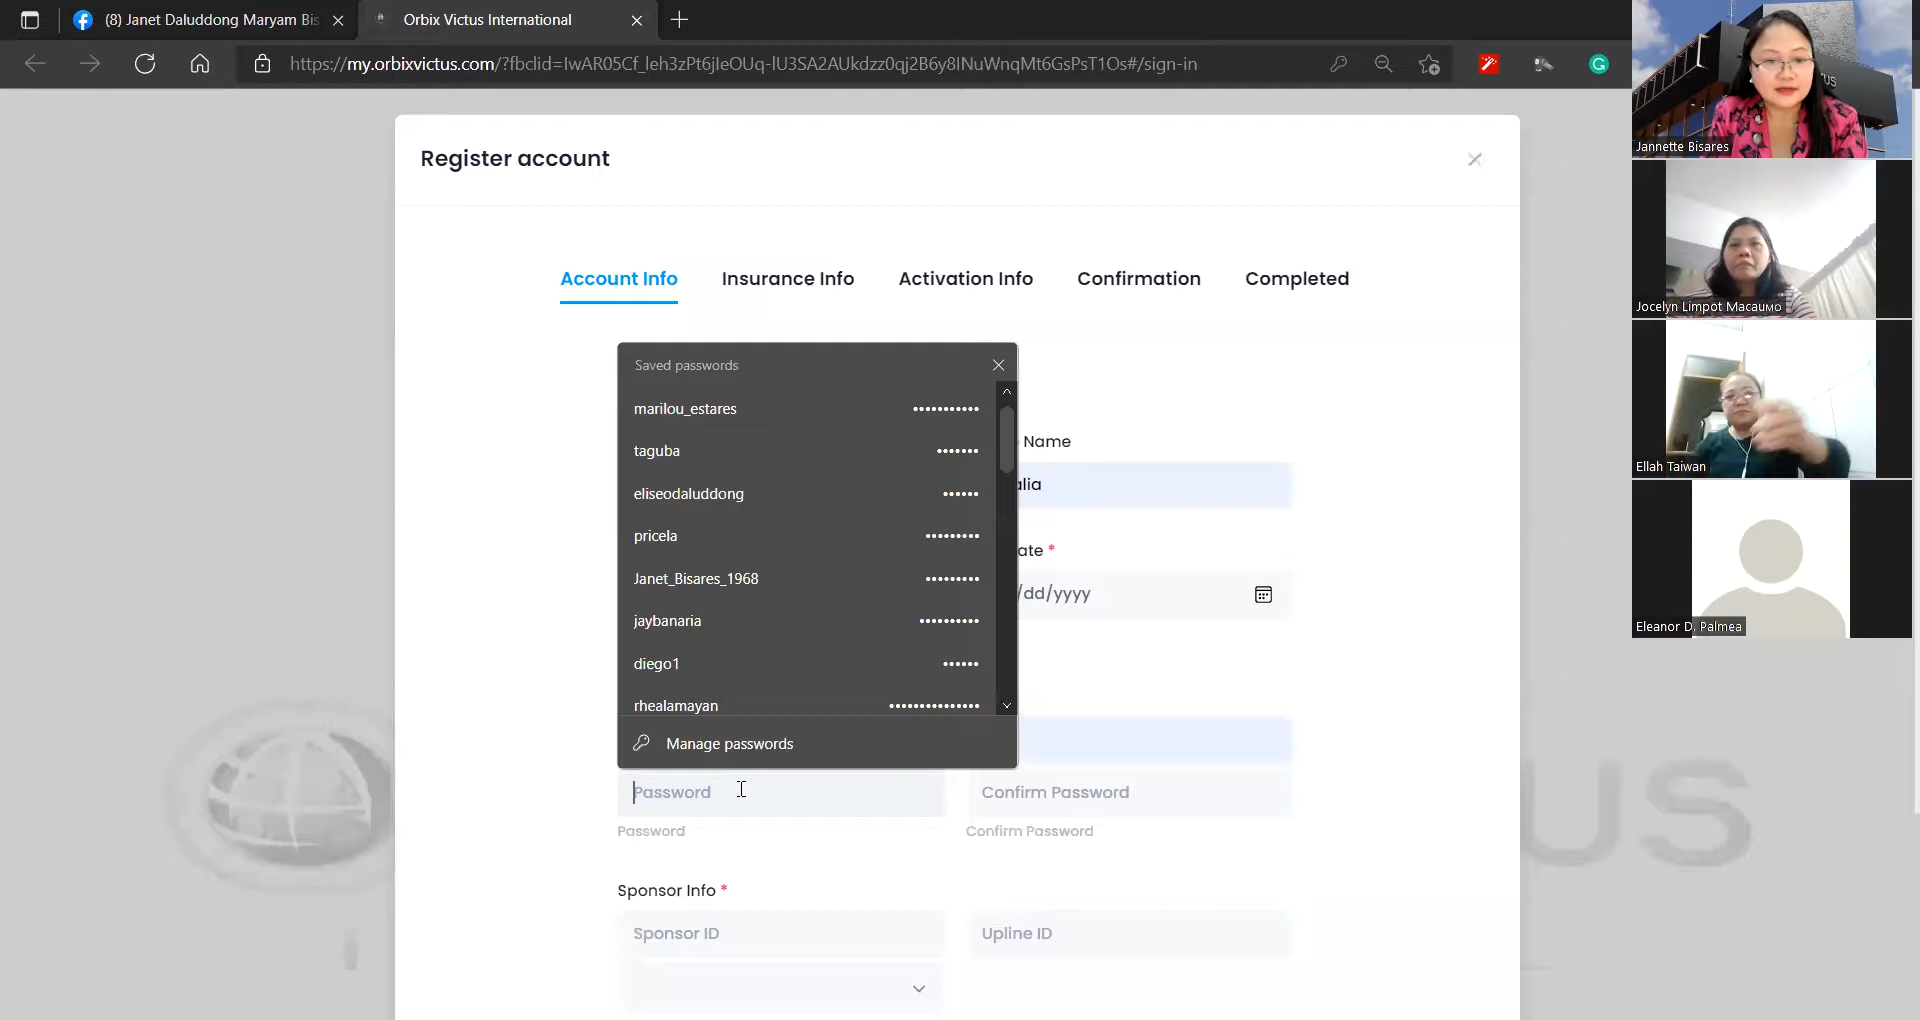 (8) Janet Daluddong Maryam Bis
Orbix Victus International
https://my.orbixvictus.com/?fbclid=IwAR05Cf_Ieh3zPt6jIeOUq-IU3SA2AUkdzz0qj2B6y8INuWnqMt6GsPsT1Os#/sign-in
Register account
Account Info
Insurance Info
Activation Info
Confirmation
Completed
Saved passwords
marilou_estares
taguba
eliseodaluddong
pricela
Janet_Bisares_1968
jaybanaria
diego1
rhealamayan
Manage passwords
Name
alia
ate *
/dd/yyyy
Password
Confirm Password
Password
Confirm Password
Sponsor Info *
Sponsor ID
Upline ID
Jannette Bisares
Jocelyn Limpot Macaumo
Ellah Taiwan
Eleanor D. Palmea
US